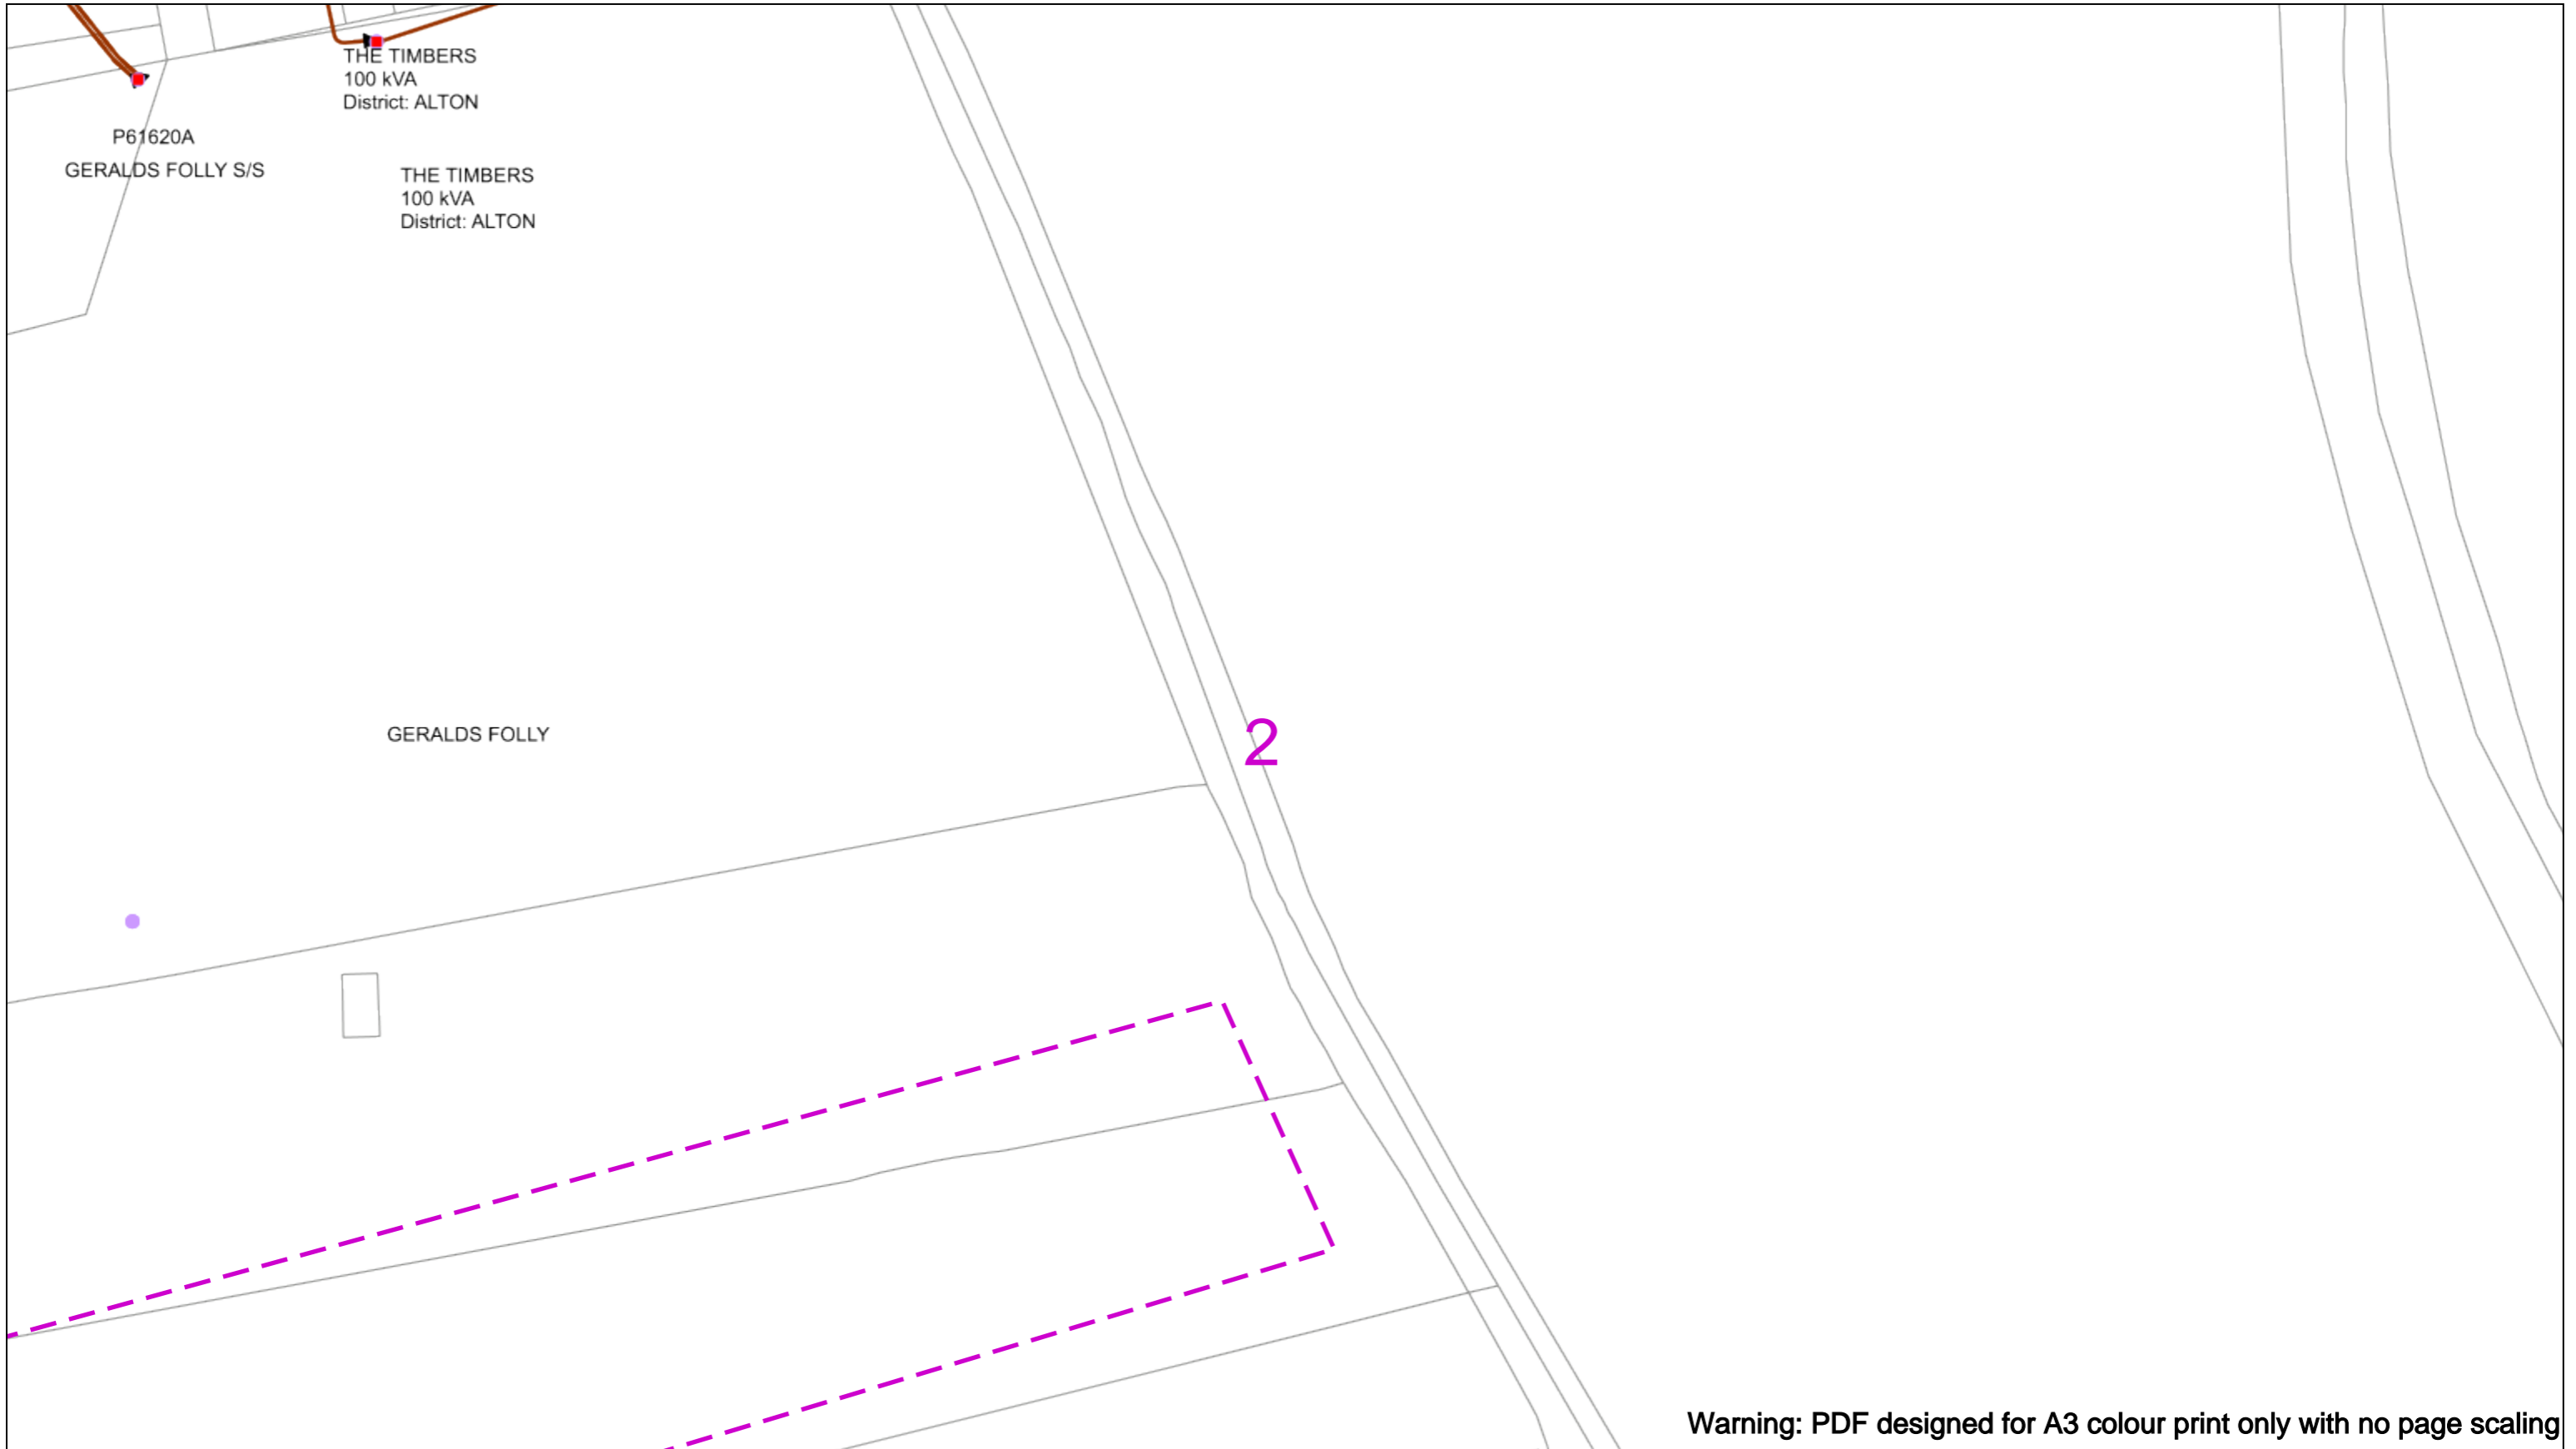 THE TIMBERS
100 kVA
District: ALTON
P61620A
GERALDS FOLLY S/S
THE TIMBERS
100 kVA
District: ALTON
GERALDS FOLLY
2
Warning: PDF designed for A3 colour print only with no page scaling